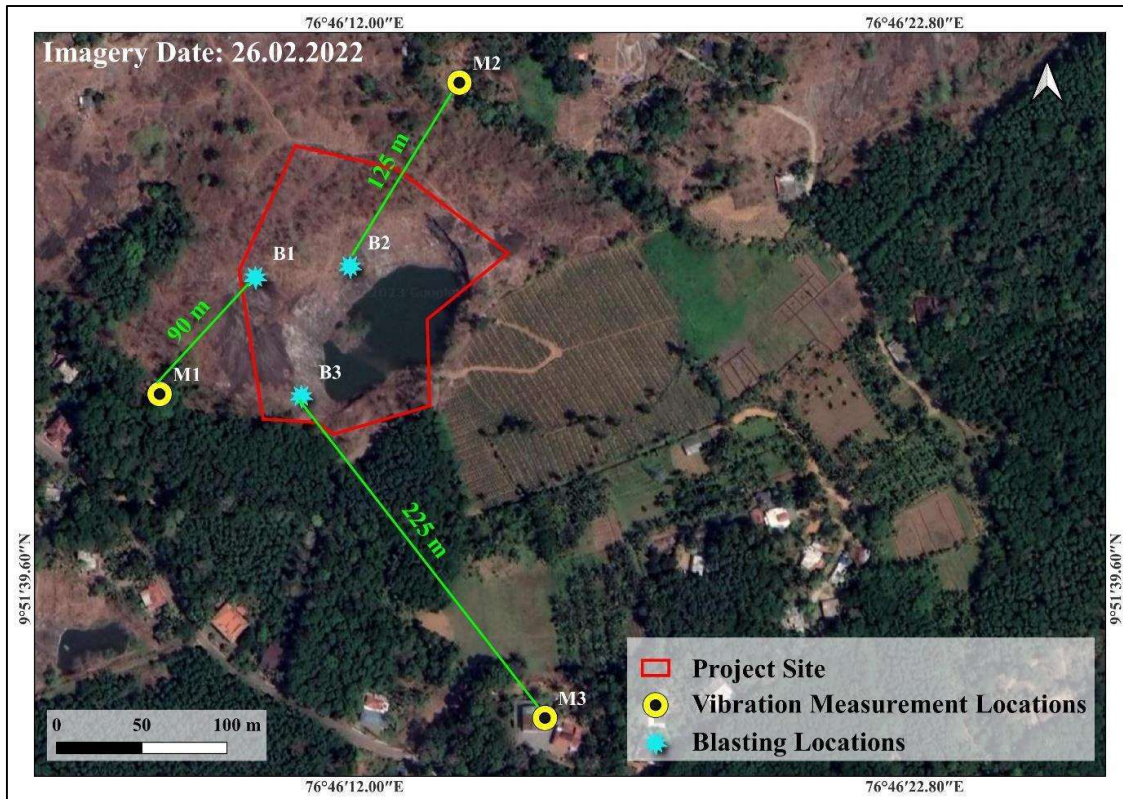 76°46'12.00"E
76°46'22.80"E
Imagery Date: 26.02.2022
M2
125 m
B1
B2
2023 Google
90 m
M1
B3
225 m
9°51'39.60"N
9°51'39.60"N
M3
Project Site
Vibration Measurement Locations
Blasting Locations
0 50 100 m
76°46'12.00"E
76°46'22.80"E